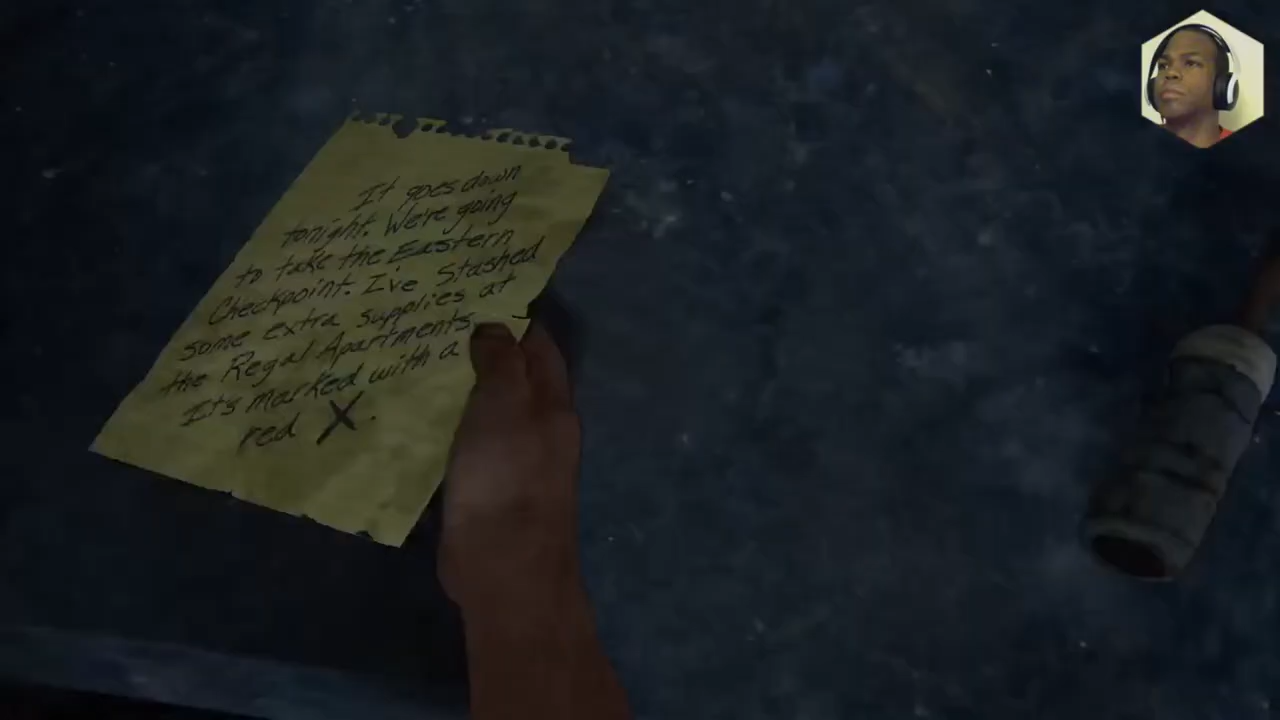 It goes down
tonight. We're going
to take the Eastern
Checkpoint. I've stashed
some extra supplies at
the Regal Apartments
It's marked with a
red X.